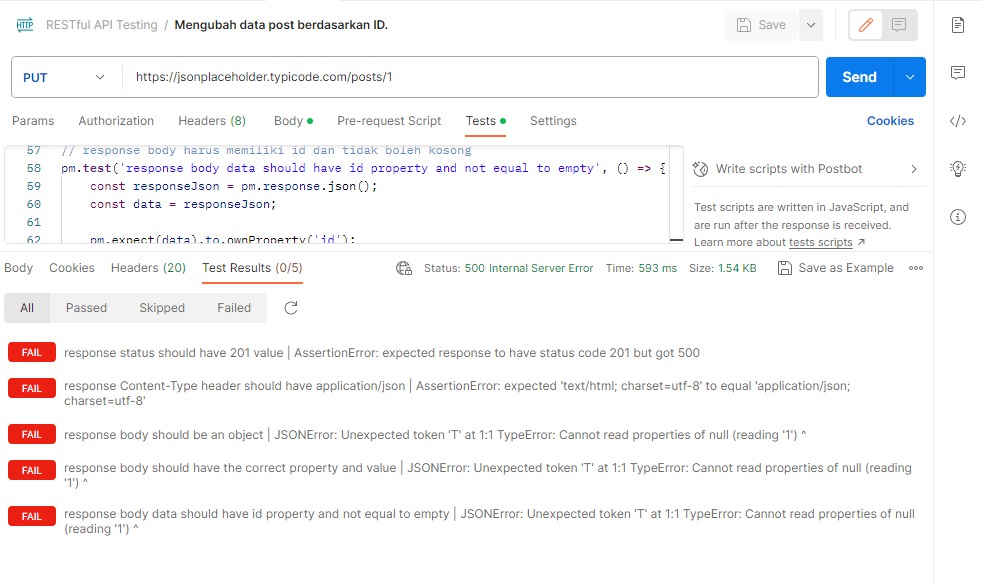 HTTP RESTful API Testing / Mengubah data post berdasarkan ID. Save
PUT https://jsonplaceholder.typicode.com/posts/1 Send
Params Authorization Headers (8) Body Pre-request Script Tests Settings Cookies
57 // response body harus memiliki id dan tidak boleh kosong
58 pm.test('response body data should have id property and not equal to empty', () => {
59 const responseJson = pm.response.json();
60 const data = responseJson;
61
62 pm.expect(data).to.ownProperty('id');
Write scripts with Postbot
Test scripts are written in JavaScript, and
are run after the response is received.
Learn more about tests scripts ↗
Body Cookies Headers (20) Test Results (0/5) Status: 500 Internal Server Error Time: 593 ms Size: 1.54 KB Save as Example
All Passed Skipped Failed
FAIL response status should have 201 value | AssertionError: expected response to have status code 201 but got 500
FAIL response Content-Type header should have application/json | AssertionError: expected 'text/html; charset=utf-8' to equal 'application/json;
charset=utf-8'
FAIL response body should be an object | JSONError: Unexpected token 'T' at 1:1 TypeError: Cannot read properties of null (reading '1') ^
FAIL response body should have the correct property and value | JSONError: Unexpected token 'T' at 1:1 TypeError: Cannot read properties of null (reading
'1') ^
FAIL response body data should have id property and not equal to empty | JSONError: Unexpected token 'T' at 1:1 TypeError: Cannot read properties of null
(reading '1') ^